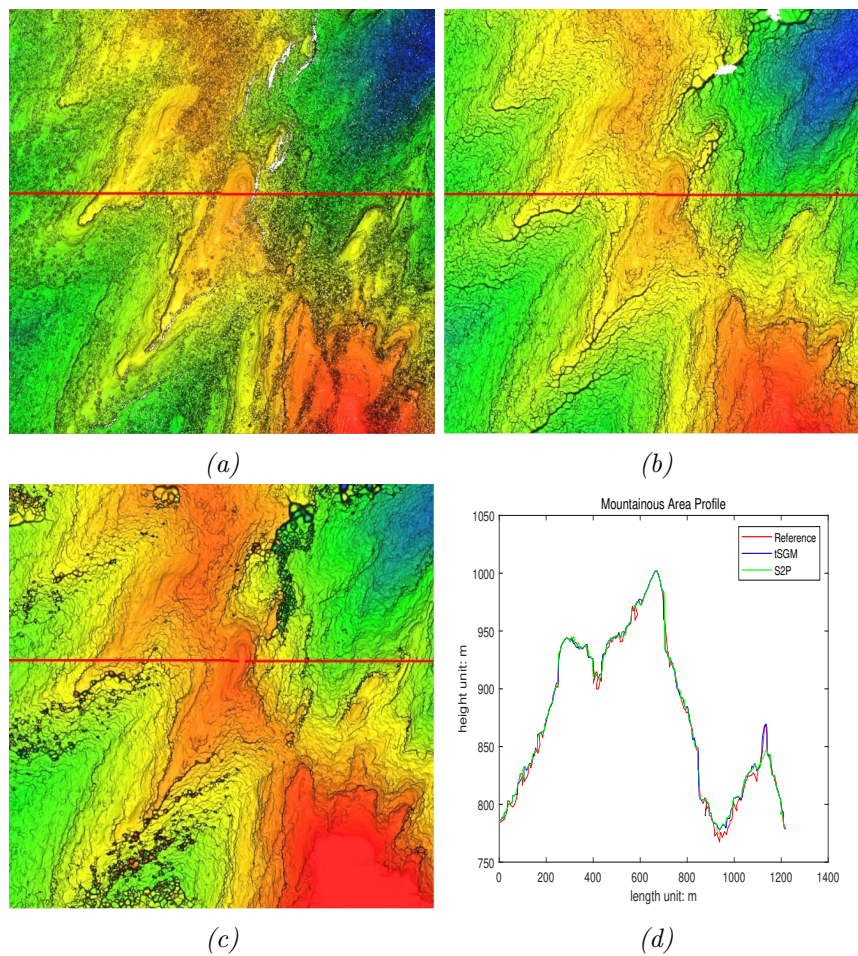 (a)
(b)
Mountainous Area Profile
1050
Reference
tSGM
S2P
1000
950
900
850
800
750
height unit: m
0 200 400 600 800 1000 1200 1400
length unit: m
(c)
(d)